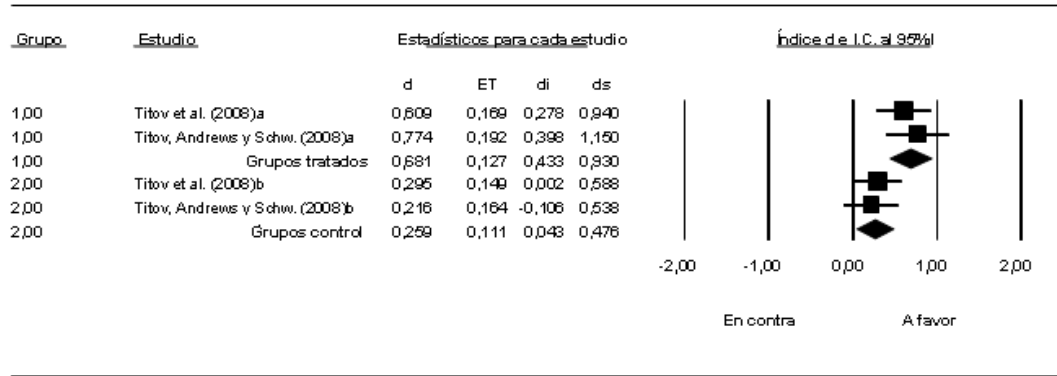 Grupo Estudio Estadísticos para cada estudio Índice de I.C. al 95%l
d ET di ds
1,00 Titov et al. (2008)a 0,609 0,169 0,278 0,940
1,00 Titov, Andrews y Schw. (2008)a 0,774 0,192 0,398 1,150
1,00 Grupos tratados 0,681 0,127 0,433 0,930
2,00 Titov et al. (2008)b 0,295 0,149 0,002 0,588
2,00 Titov, Andrews y Schw. (2008)b 0,216 0,164 -0,106 0,538
2,00 Grupos control 0,259 0,111 0,043 0,476
-2,00 -1,00 0,00 1,00 2,00
En contra A favor